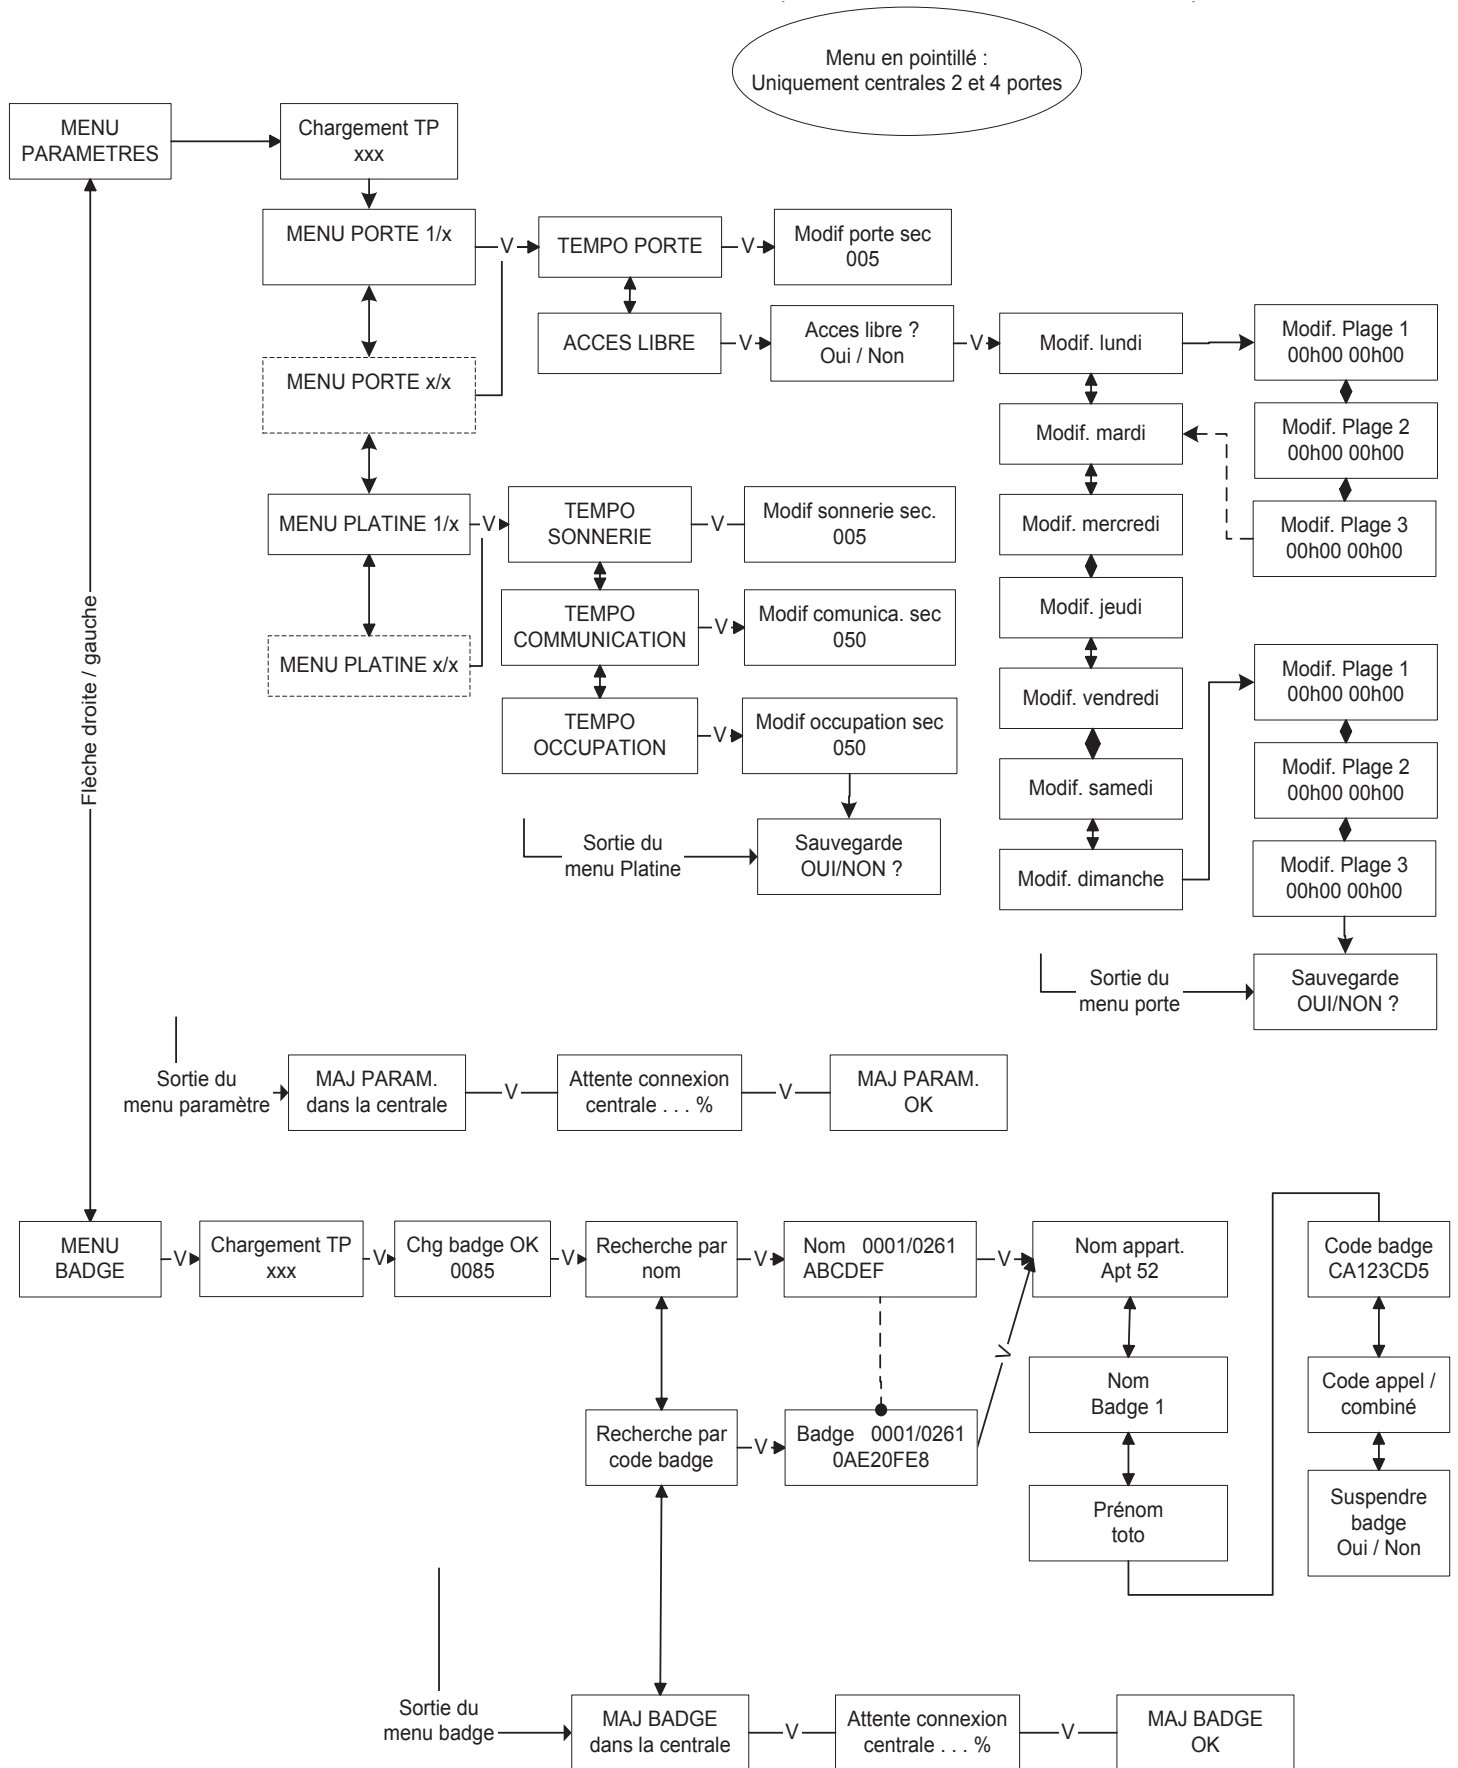 Menu en pointillé :
Uniquement centrales 2 et 4 portes
MENU
PARAMETRES
Chargement TP
xxx
MENU PORTE 1/x
V
TEMPO PORTE
V
Modif porte sec
005
ACCES LIBRE
V
Acces libre ?
Oui / Non
V
Modif. lundi
Modif. Plage 1
00h00 00h00
MENU PORTE x/x
Modif. mardi
Modif. Plage 2
00h00 00h00
MENU PLATINE 1/x
V
TEMPO
SONNERIE
V
Modif sonnerie sec.
005
Modif. mercredi
Modif. Plage 3
00h00 00h00
Modif. jeudi
TEMPO
COMMUNICATION
V
Modif comunica. sec
050
MENU PLATINE x/x
Modif. vendredi
Modif. Plage 1
00h00 00h00
Flèche droite / gauche
TEMPO
OCCUPATION
V
Modif occupation sec
050
Modif. samedi
Modif. Plage 2
00h00 00h00
Sortie du
menu Platine
Sauvegarde
OUI/NON ?
Modif. dimanche
Modif. Plage 3
00h00 00h00
Sortie du
menu porte
Sauvegarde
OUI/NON ?
Sortie du
menu paramètre
MAJ PARAM.
dans la centrale
V
Attente connexion
centrale . . . %
V
MAJ PARAM.
OK
MENU
BADGE
V
Chargement TP
xxx
V
Chg badge OK
0085
V
Recherche par
nom
V
Nom 0001/0261
ABCDEF
V
Nom appart.
Apt 52
Code badge
CA123CD5
V
Nom
Badge 1
Code appel /
combiné
Recherche par
code badge
V
Badge 0001/0261
0AE20FE8
Prénom
toto
Suspendre
badge
Oui / Non
Sortie du
menu badge
MAJ BADGE
dans la centrale
V
Attente connexion
centrale . . . %
V
MAJ BADGE
OK